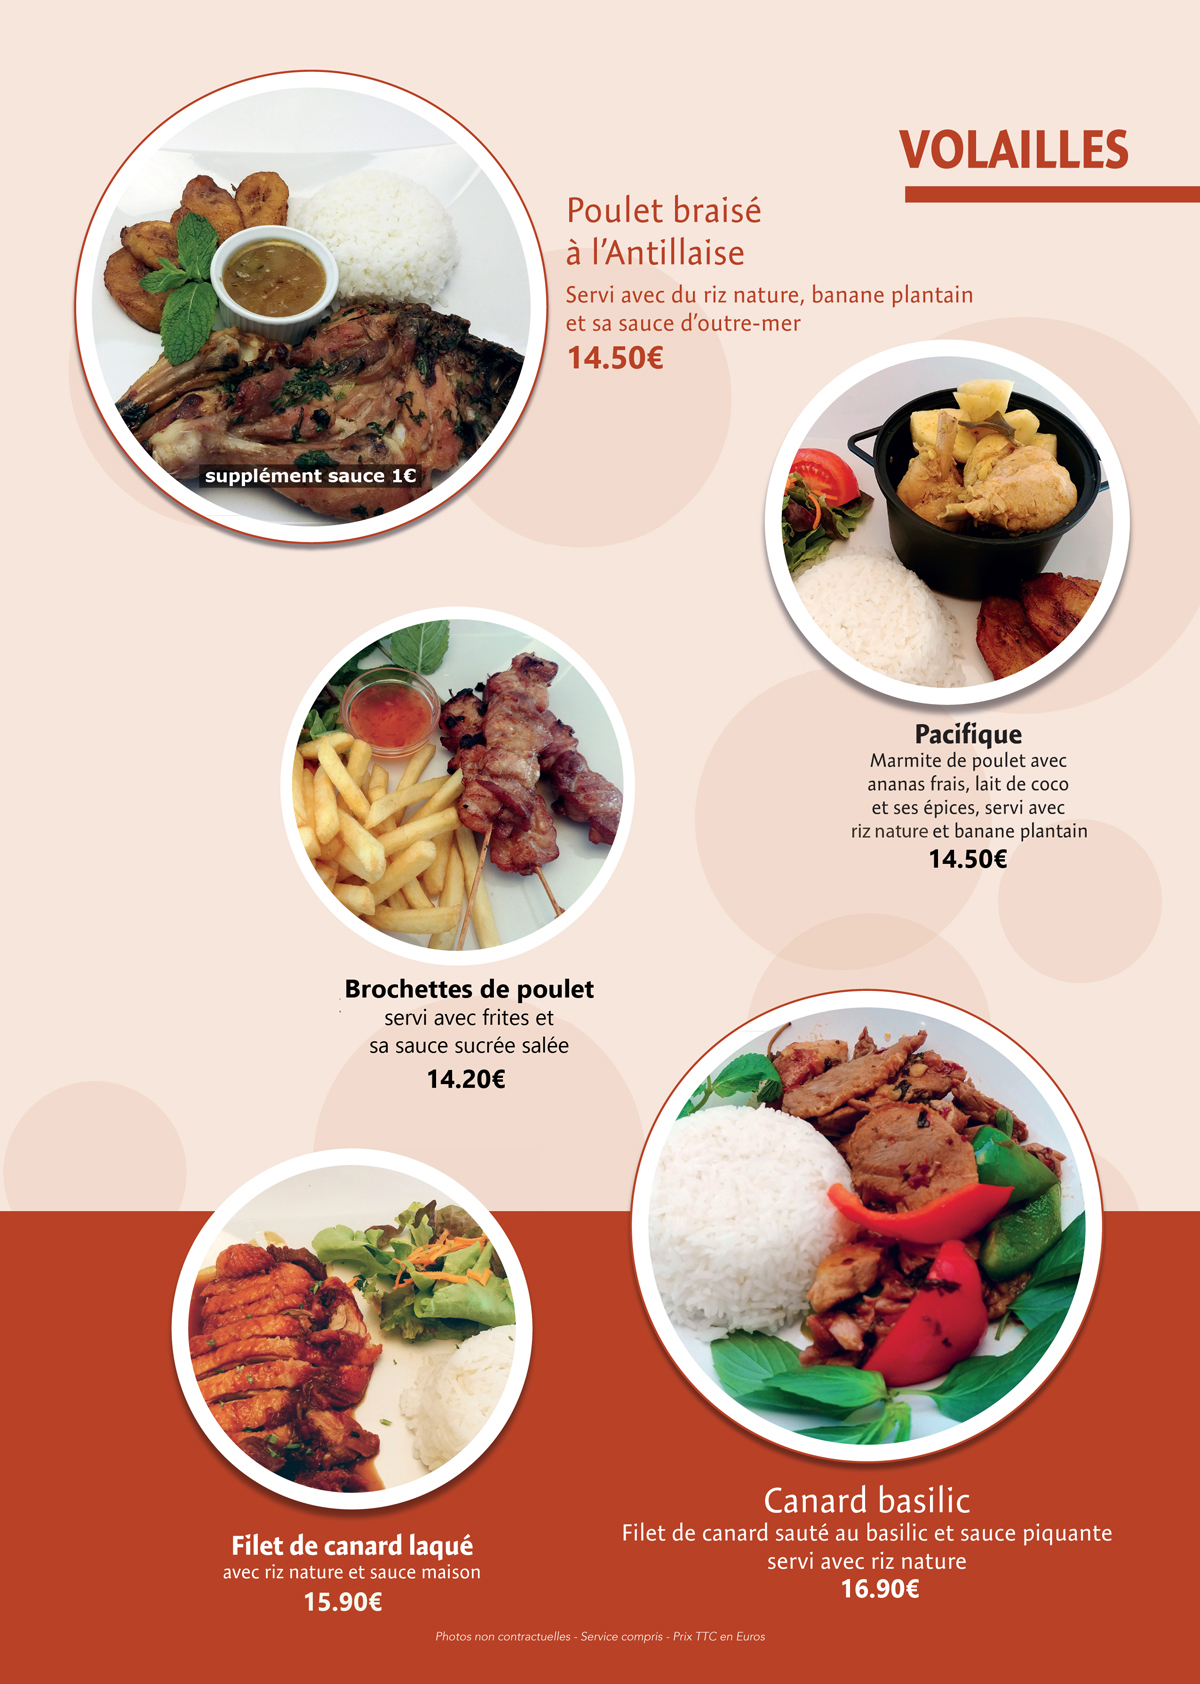 VOLAILLES
Poulet braisé
à l’Antillaise
Servi avec du riz nature, banane plantain
et sa sauce d’outre-mer
14.50€
supplément sauce 1€
Pacifique
Marmite de poulet avec
ananas frais, lait de coco
et ses épices, servi avec
riz nature et banane plantain
14.50€
Brochettes de poulet
servi avec frites et
sa sauce sucrée salée
14.20€
Filet de canard laqué
avec riz nature et sauce maison
15.90€
Canard basilic
Filet de canard sauté au basilic et sauce piquante
servi avec riz nature
16.90€
Photos non contractuelles - Service compris - Prix TTC en Euros